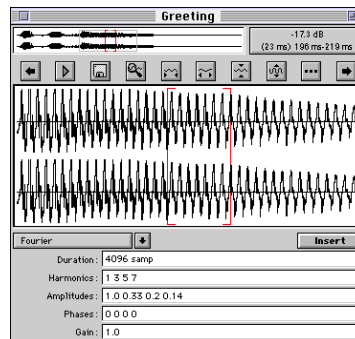 Greeting
-17.3 dB
(23 ms) 196 ms-219 ms
Fourier
Insert
Duration: 4096 samp
Harmonics: 1 3 5 7
Amplitudes: 1.0 0.33 0.2 0.14
Phases: 0 0 0 0
Gain: 1.0